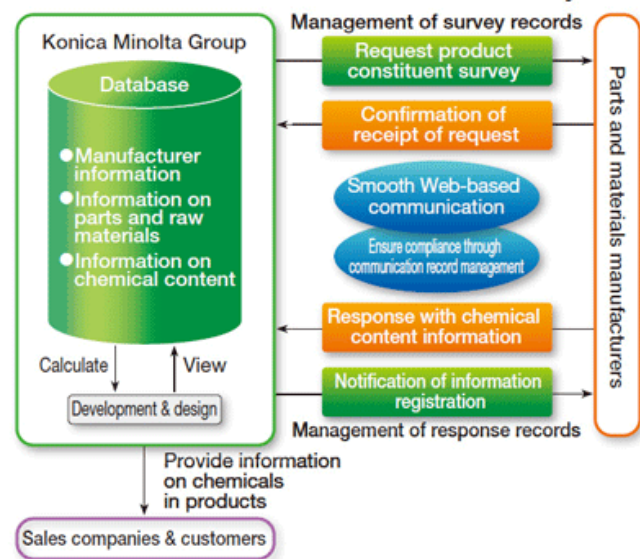 Management of survey records
Konica Minolta Group
Database
● Manufacturer
information
● Information on
parts and raw
materials
● Information on
chemical content
Calculate
View
Development & design
Request product
constituent survey
Confirmation of
receipt of request
Smooth Web-based
communication
Ensure compliance through
communication record management
Response with chemical
content information
Notification of information
registration
Management of response records
Parts and materials manufacturers
Provide information
on chemicals
in products
Sales companies & customers